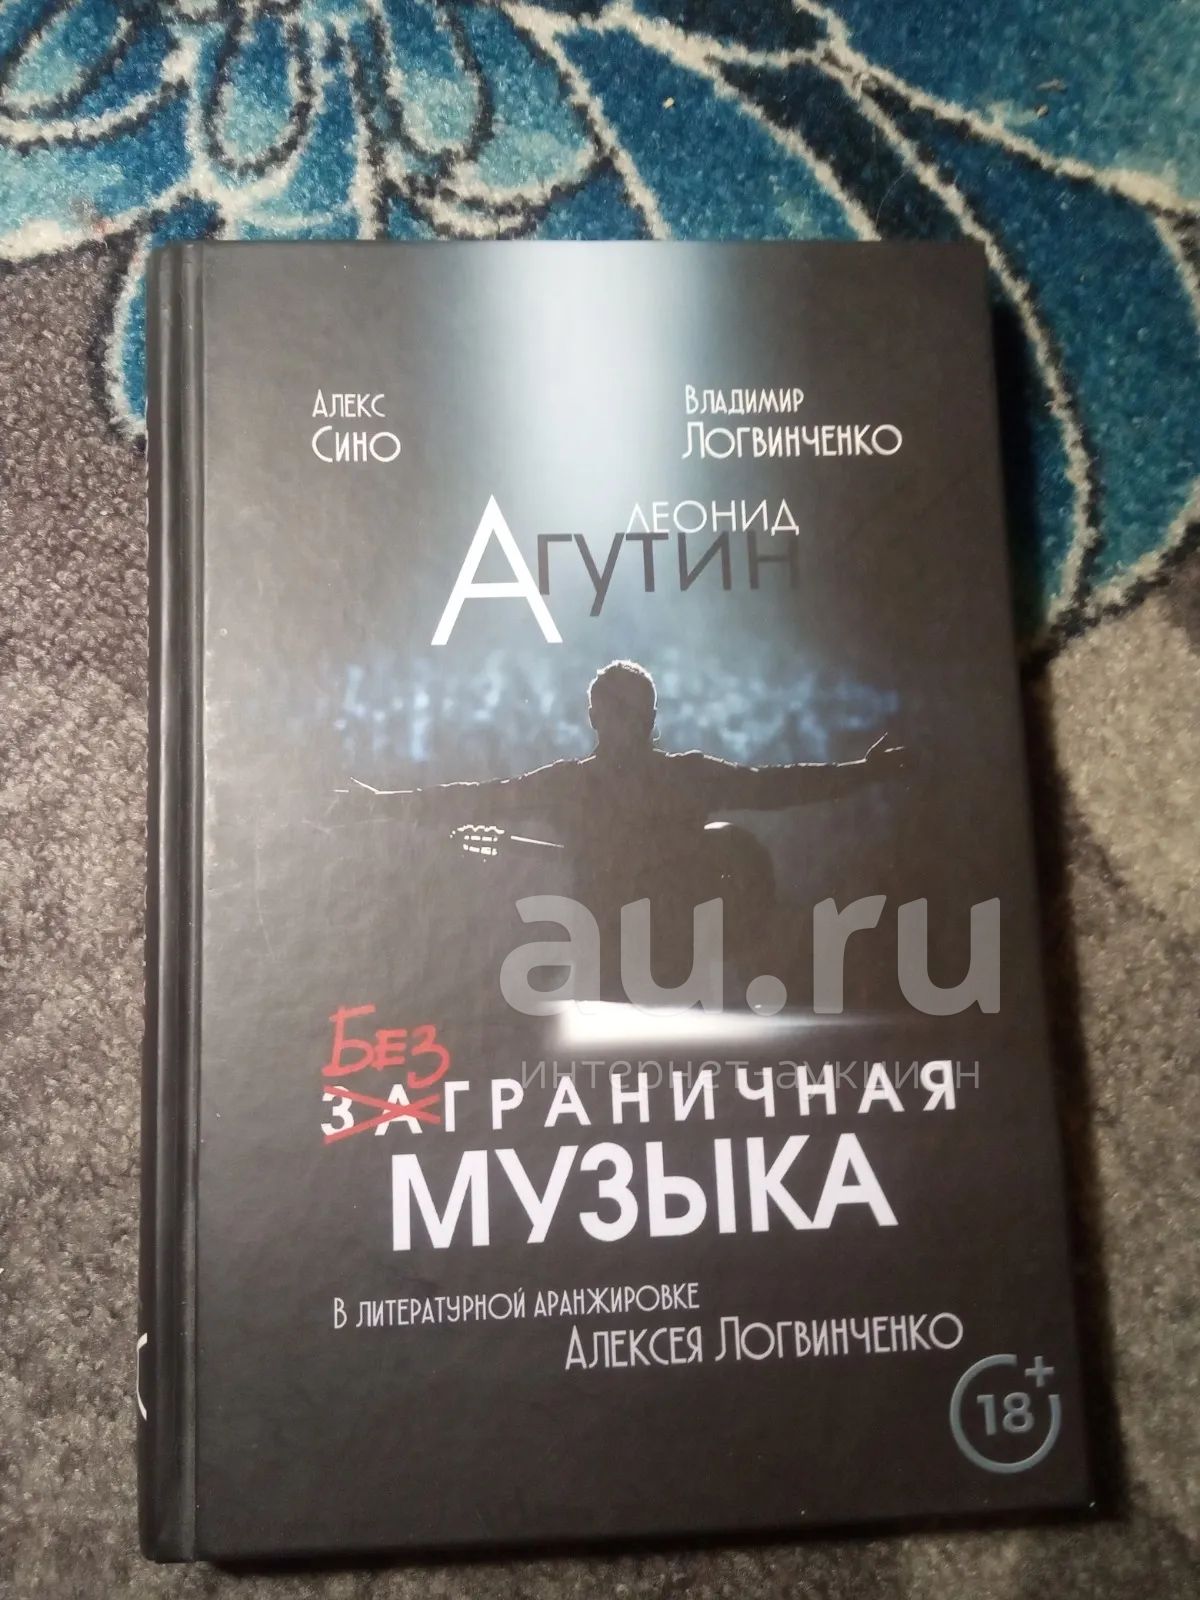 Алекс
Сино
Владимир
Логвинченко
Леонид
Агутин
au.ru
интернет-аукцион
Без
ЗАГРАНИЧНАЯ
МУЗЫКА
В литературной аранжировке
Алексея Логвинченко
18+